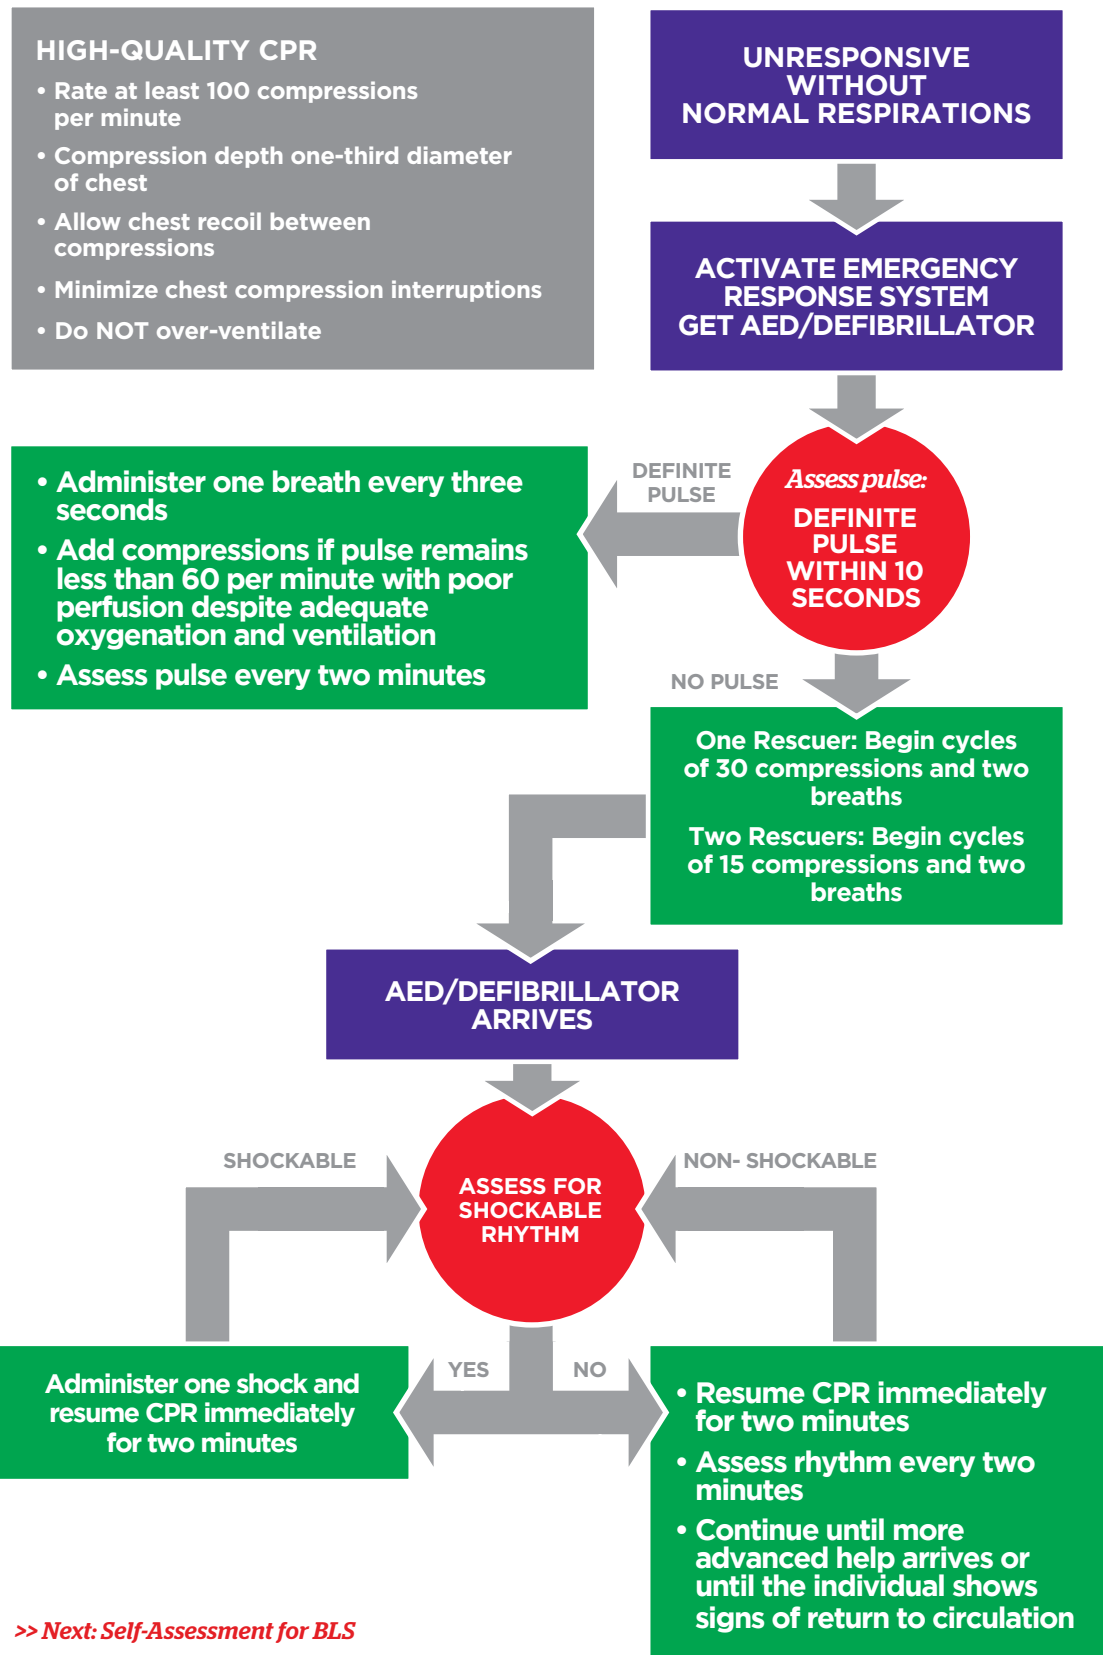 HIGH-QUALITY CPR
• Rate at least 100 compressions
per minute
• Compression depth one-third diameter
of chest
• Allow chest recoil between
compressions
• Minimize chest compression interruptions
• Do NOT over-ventilate
UNRESPONSIVE
WITHOUT
NORMAL RESPIRATIONS
ACTIVATE EMERGENCY
RESPONSE SYSTEM
GET AED/DEFIBRILLATOR
Assess pulse:
DEFINITE
PULSE
WITHIN 10
SECONDS
DEFINITE
PULSE
• Administer one breath every three
seconds
• Add compressions if pulse remains
less than 60 per minute with poor
perfusion despite adequate
oxygenation and ventilation
• Assess pulse every two minutes
NO PULSE
One Rescuer: Begin cycles
of 30 compressions and two
breaths
Two Rescuers: Begin cycles
of 15 compressions and two
breaths
AED/DEFIBRILLATOR
ARRIVES
SHOCKABLE
NON- SHOCKABLE
ASSESS FOR
SHOCKABLE
RHYTHM
YES
NO
Administer one shock and
resume CPR immediately
for two minutes
• Resume CPR immediately
for two minutes
• Assess rhythm every two
minutes
• Continue until more
advanced help arrives or
until the individual shows
signs of return to circulation
>> Next: Self-Assessment for BLS